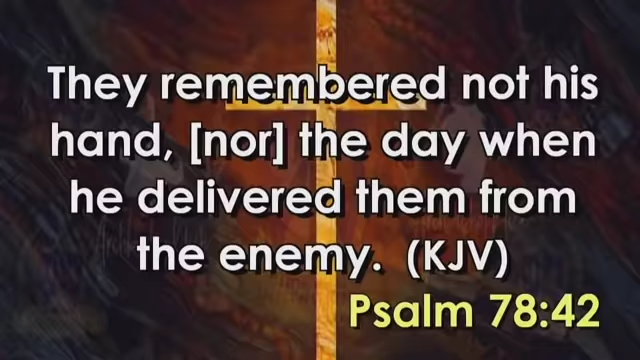 They remembered not his
hand, [nor] the day when
he delivered them from
the enemy. (KJV)
Psalm 78:42